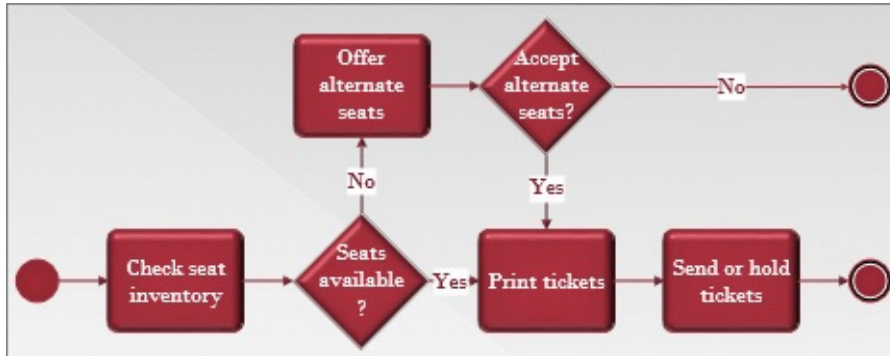 Offer
alternate
seats
Accept
alternate
seats?
No
No
Yes
Check seat
inventory
Seats
available
?
Yes
Print tickets
Send or hold
tickets